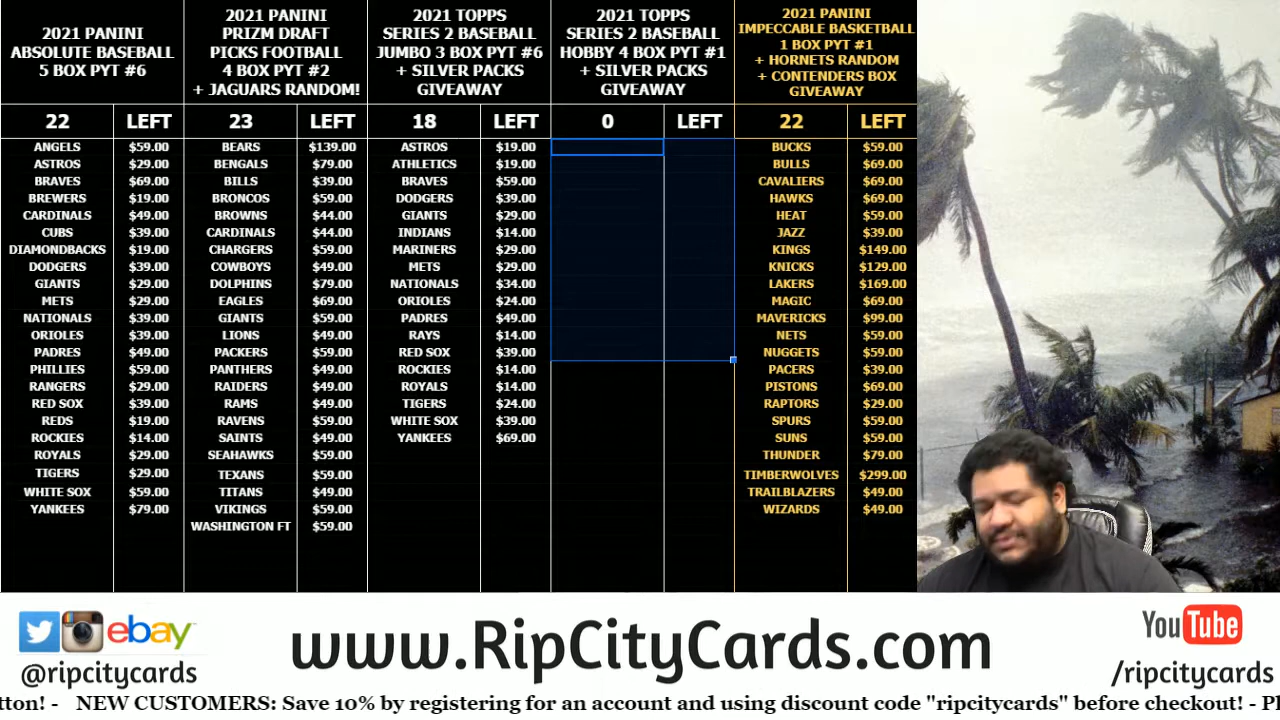 2021 PANINI
ABSOLUTE BASEBALL
5 BOX PYT #6
22 LEFT
ANGELS $59.00
ASTROS $29.00
BRAVES $69.00
BREWERS $19.00
CARDINALS $49.00
CUBS $39.00
DIAMONDBACKS $19.00
DODGERS $39.00
GIANTS $29.00
METS $29.00
NATIONALS $39.00
ORIOLES $39.00
PADRES $49.00
PHILLIES $59.00
RANGERS $29.00
RED SOX $39.00
REDS $19.00
ROCKIES $14.00
ROYALS $29.00
TIGERS $29.00
WHITE SOX $59.00
YANKEES $79.00
2021 PANINI
PRIZM DRAFT
PICKS FOOTBALL
4 BOX PYT #2
+ JAGUARS RANDOM!
23 LEFT
BEARS $139.00
BENGALS $79.00
BILLS $39.00
BRONCOS $59.00
BROWNS $44.00
CARDINALS $44.00
CHARGERS $59.00
COWBOYS $49.00
DOLPHINS $79.00
EAGLES $69.00
GIANTS $59.00
LIONS $49.00
PACKERS $59.00
PANTHERS $49.00
RAIDERS $49.00
RAMS $49.00
RAVENS $59.00
SAINTS $49.00
SEAHAWKS $59.00
TEXANS $59.00
TITANS $49.00
VIKINGS $59.00
WASHINGTON FT $59.00
2021 TOPPS
SERIES 2 BASEBALL
JUMBO 3 BOX PYT #6
+ SILVER PACKS
GIVEAWAY
18 LEFT
ASTROS $19.00
ATHLETICS $19.00
BRAVES $59.00
DODGERS $39.00
GIANTS $29.00
INDIANS $14.00
MARINERS $29.00
METS $29.00
NATIONALS $34.00
ORIOLES $24.00
PADRES $49.00
RAYS $14.00
RED SOX $39.00
ROCKIES $14.00
ROYALS $14.00
TIGERS $24.00
WHITE SOX $39.00
YANKEES $69.00
2021 TOPPS
SERIES 2 BASEBALL
HOBBY 4 BOX PYT #1
+ SILVER PACKS
GIVEAWAY
0 LEFT
2021 PANINI
IMPECCABLE BASKETBALL
1 BOX PYT #1
+ HORNETS RANDOM
+ CONTENDERS BOX
GIVEAWAY
22 LEFT
BUCKS $59.00
BULLS $69.00
CAVALIERS $69.00
HAWKS $69.00
HEAT $59.00
JAZZ $39.00
KINGS $149.00
KNICKS $129.00
LAKERS $169.00
MAGIC $69.00
MAVERICKS $99.00
NETS $59.00
NUGGETS $59.00
PACERS $39.00
PISTONS $69.00
RAPTORS $29.00
SPURS $59.00
SUNS $59.00
THUNDER $79.00
TIMBERWOLVES $299.00
TRAILBLAZERS $49.00
WIZARDS $49.00
ebay
@ripcitycards
www.RipCityCards.com
YouTube
/ripcitycards
tton! - NEW CUSTOMERS: Save 10% by registering for an account and using discount code "ripcitycards" before checkout! - Pl